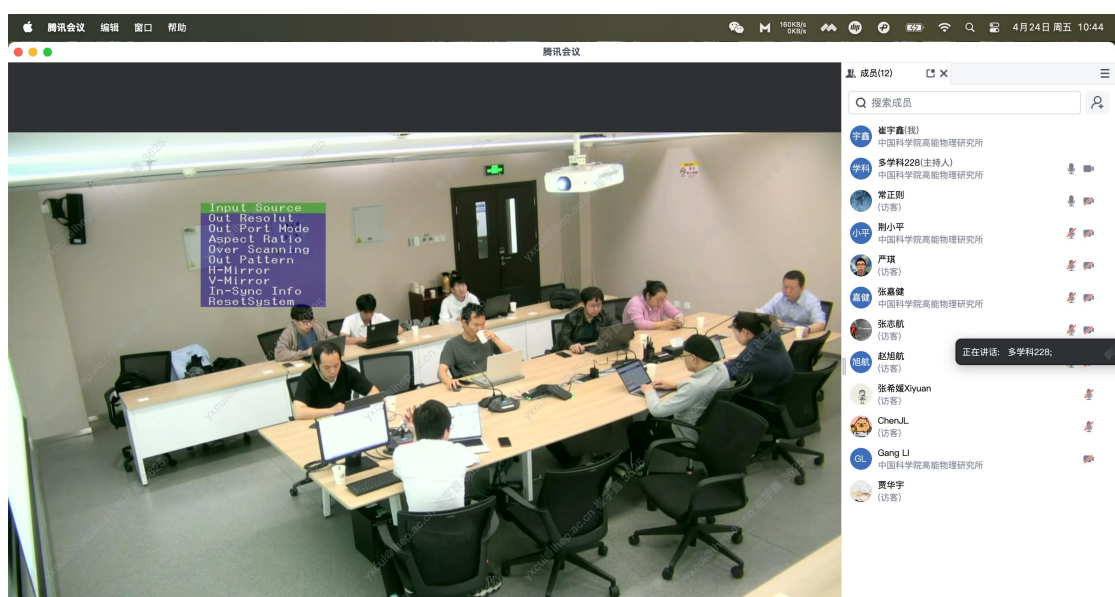 腾讯会议 编辑 窗口 帮助
160KB/s
0KB/s
4月24日 周五 10:44
腾讯会议
成员(12)
搜索成员
宇鑫
崔宇鑫(我)
中国科学院高能物理研究所
学科
多学科228(主持人)
中国科学院高能物理研究所
常正则
(访客)
小平
荆小平
中国科学院高能物理研究所
严琪
(访客)
嘉健
张嘉健
中国科学院高能物理研究所
张志航
(访客)
正在讲话: 多学科228;
旭航
赵旭航
(访客)
张希媛Xiyuan
(访客)
ChenJL
(访客)
GL
Gang LI
中国科学院高能物理研究所
贾华宇
(访客)
Input Source
Out Resolut
Out Port Mode
Aspect Ratio
Over Scanning
Out Pattern
H-Mirror
V-Mirror
In-Sync Info
ResetSystem
yxcui@ihep.ac.cn 崔宇鑫 3625